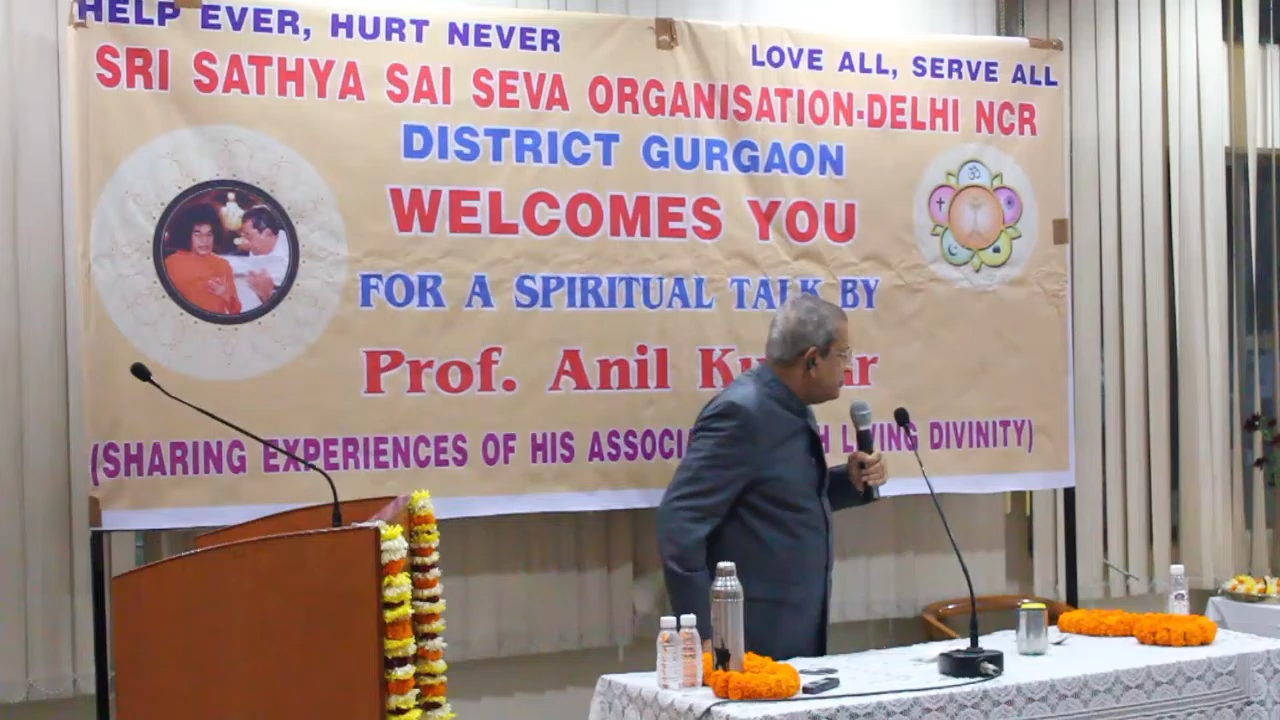 HELP EVER, HURT NEVER
LOVE ALL, SERVE ALL
SRI SATHYA SAI SEVA ORGANISATION-DELHI NCR
DISTRICT GURGAON
WELCOMES YOU
FOR A SPIRITUAL TALK BY
Prof. Anil
(SHARING EXPERIENCES OF HIS LIVING DIVINITY)
ॐ